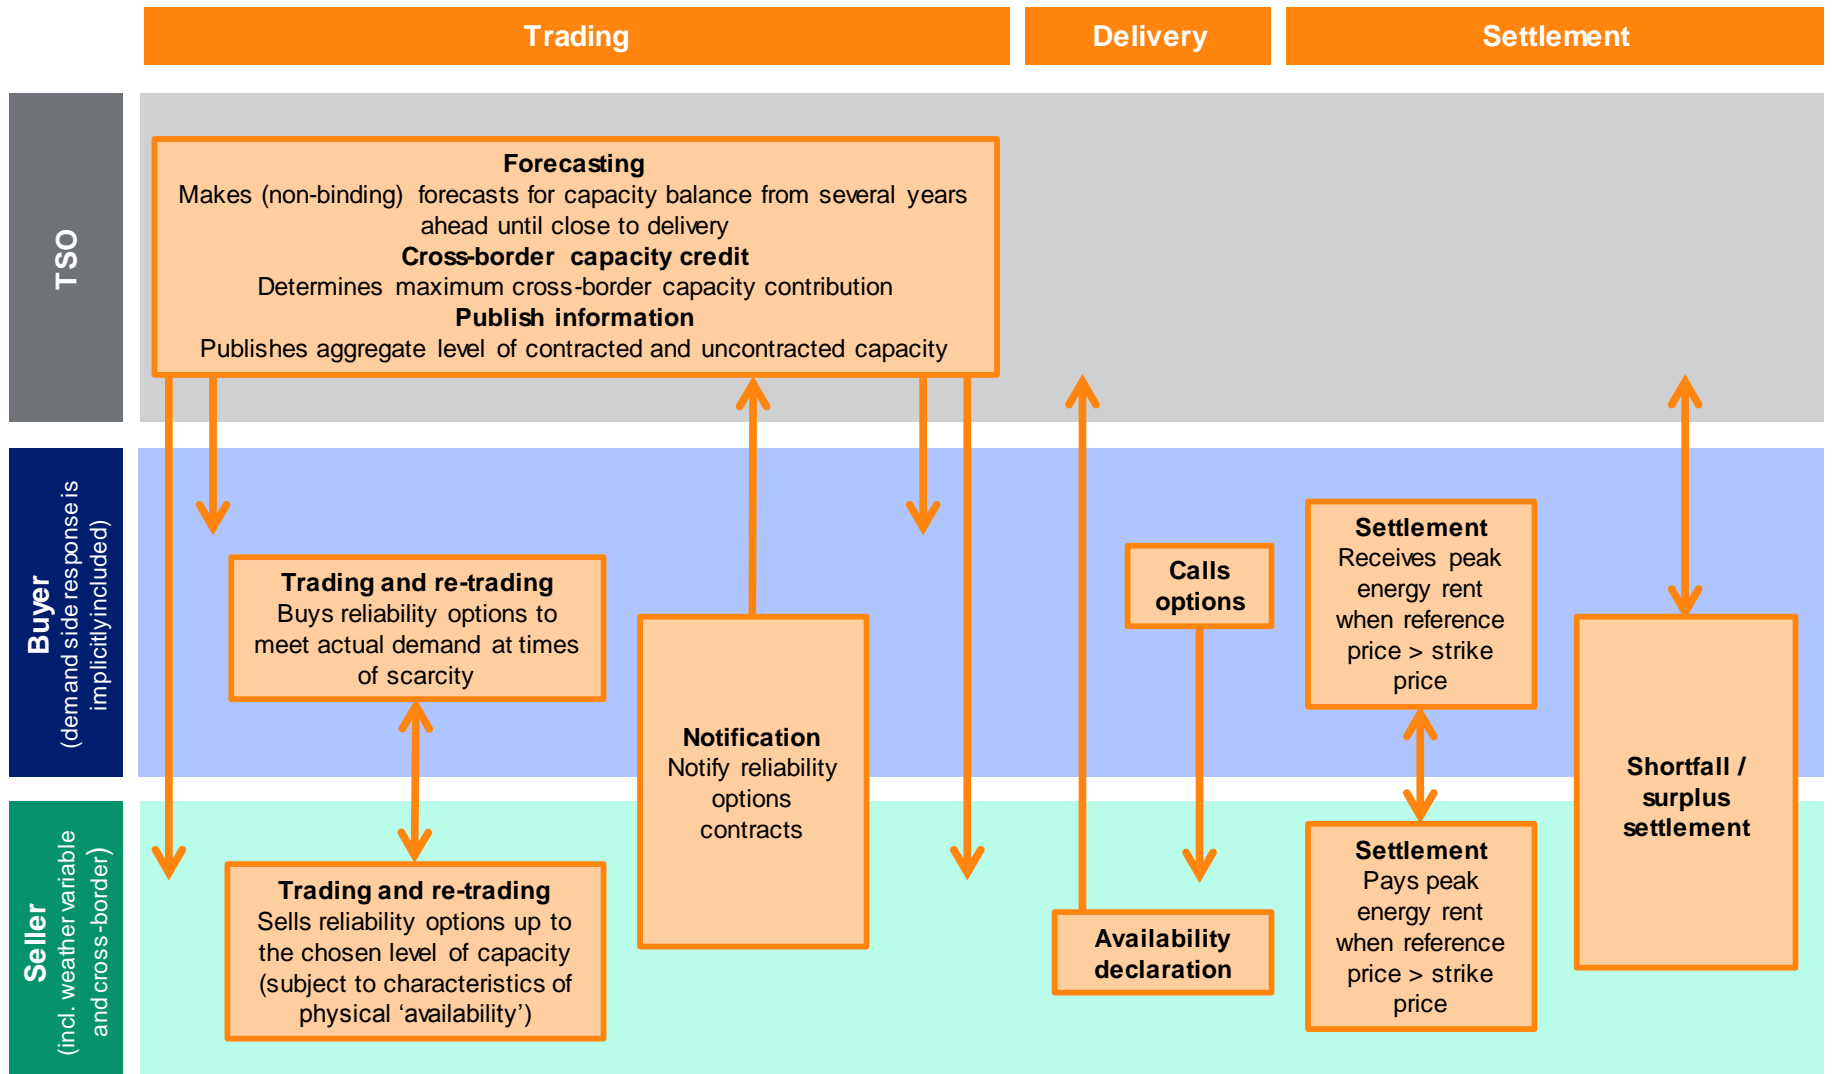 Trading
Delivery
Settlement
TSO
Forecasting
Makes (non-binding) forecasts for capacity balance from several years
ahead until close to delivery
Cross-border capacity credit
Determines maximum cross-border capacity contribution
Publish information
Publishes aggregate level of contracted and uncontracted capacity
Buyer
(demand side response is
implicitly included)
Trading and re-trading
Buys reliability options to
meet actual demand at times
of scarcity
Notification
Notify reliability
options
contracts
Calls
options
Settlement
Receives peak
energy rent
when reference
price > strike
price
Shortfall /
surplus
settlement
Seller
(incl. weather variable
and cross-border)
Trading and re-trading
Sells reliability options up to
the chosen level of capacity
(subject to characteristics of
physical ‘availability’)
Availability
declaration
Settlement
Pays peak
energy rent
when reference
price > strike
price